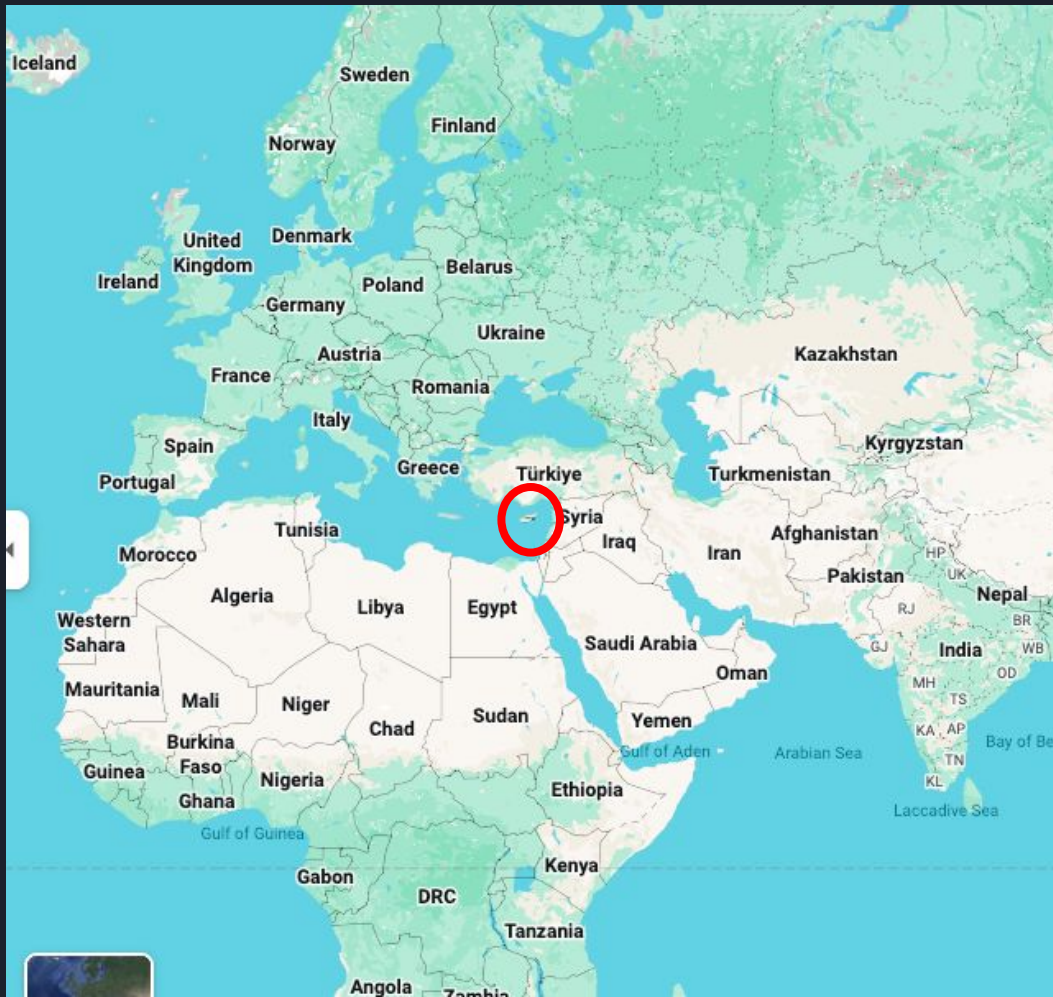 Iceland
Sweden
Finland
Norway
Denmark
United
Kingdom
Ireland
Belarus
Poland
Germany
Ukraine
Austria
Kazakhstan
France
Romania
Italy
Kyrgyzstan
Spain
Greece
Türkiye
Turkmenistan
Portugal
Syria
Tunisia
Afghanistan
Morocco
Iraq
Iran
HP
Pakistan
UK
Algeria
Nepal
Libya
Egypt
RJ
Western
Sahara
BR
Saudi Arabia
GJ
India
WB
Oman
OD
Mauritania
Mali
MH
Niger
TS
Sudan
Yemen
Chad
KA
AP
Burkina
Faso
Gulf of Aden
Arabian Sea
Bay of Be
TN
Guinea
Nigeria
KL
Ethiopia
Ghana
Laccadive Sea
Gulf of Guinea
Kenya
Gabon
DRC
Tanzania
Angola
Zambia